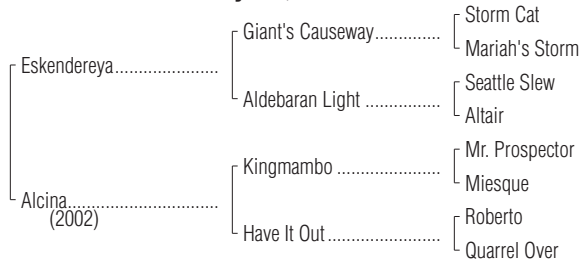 Storm Cat
Giant's Causeway..............
Mariah's Storm
Eskendereya......................
Seattle Slew
Aldebaran Light ................
Altair
Mr. Prospector
Kingmambo ......................
Miesque
Alcina................................
(2002)
Roberto
Have It Out........................
Quarrel Over